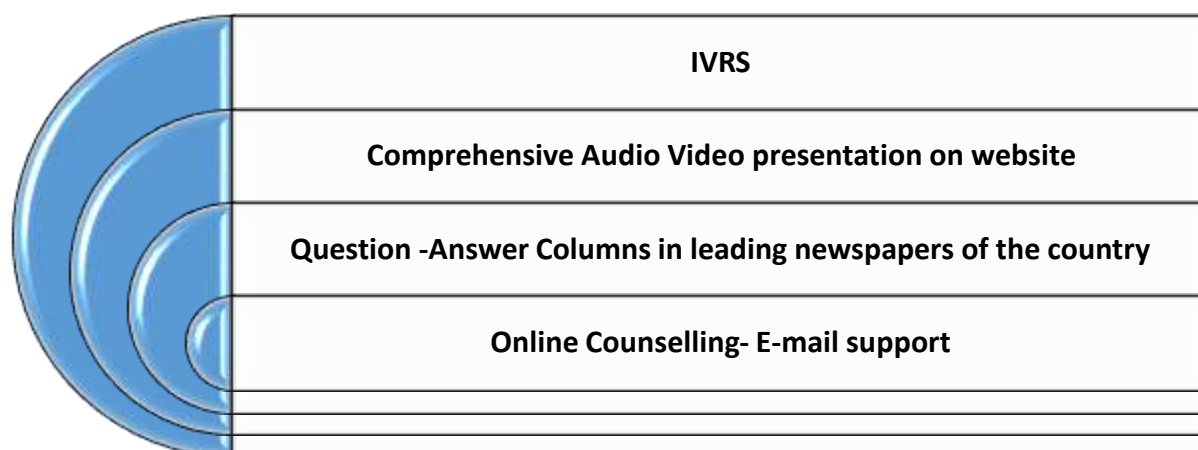 IVRS
Comprehensive Audio Video presentation on website
Question -Answer Columns in leading newspapers of the country
Online Counselling- E-mail support